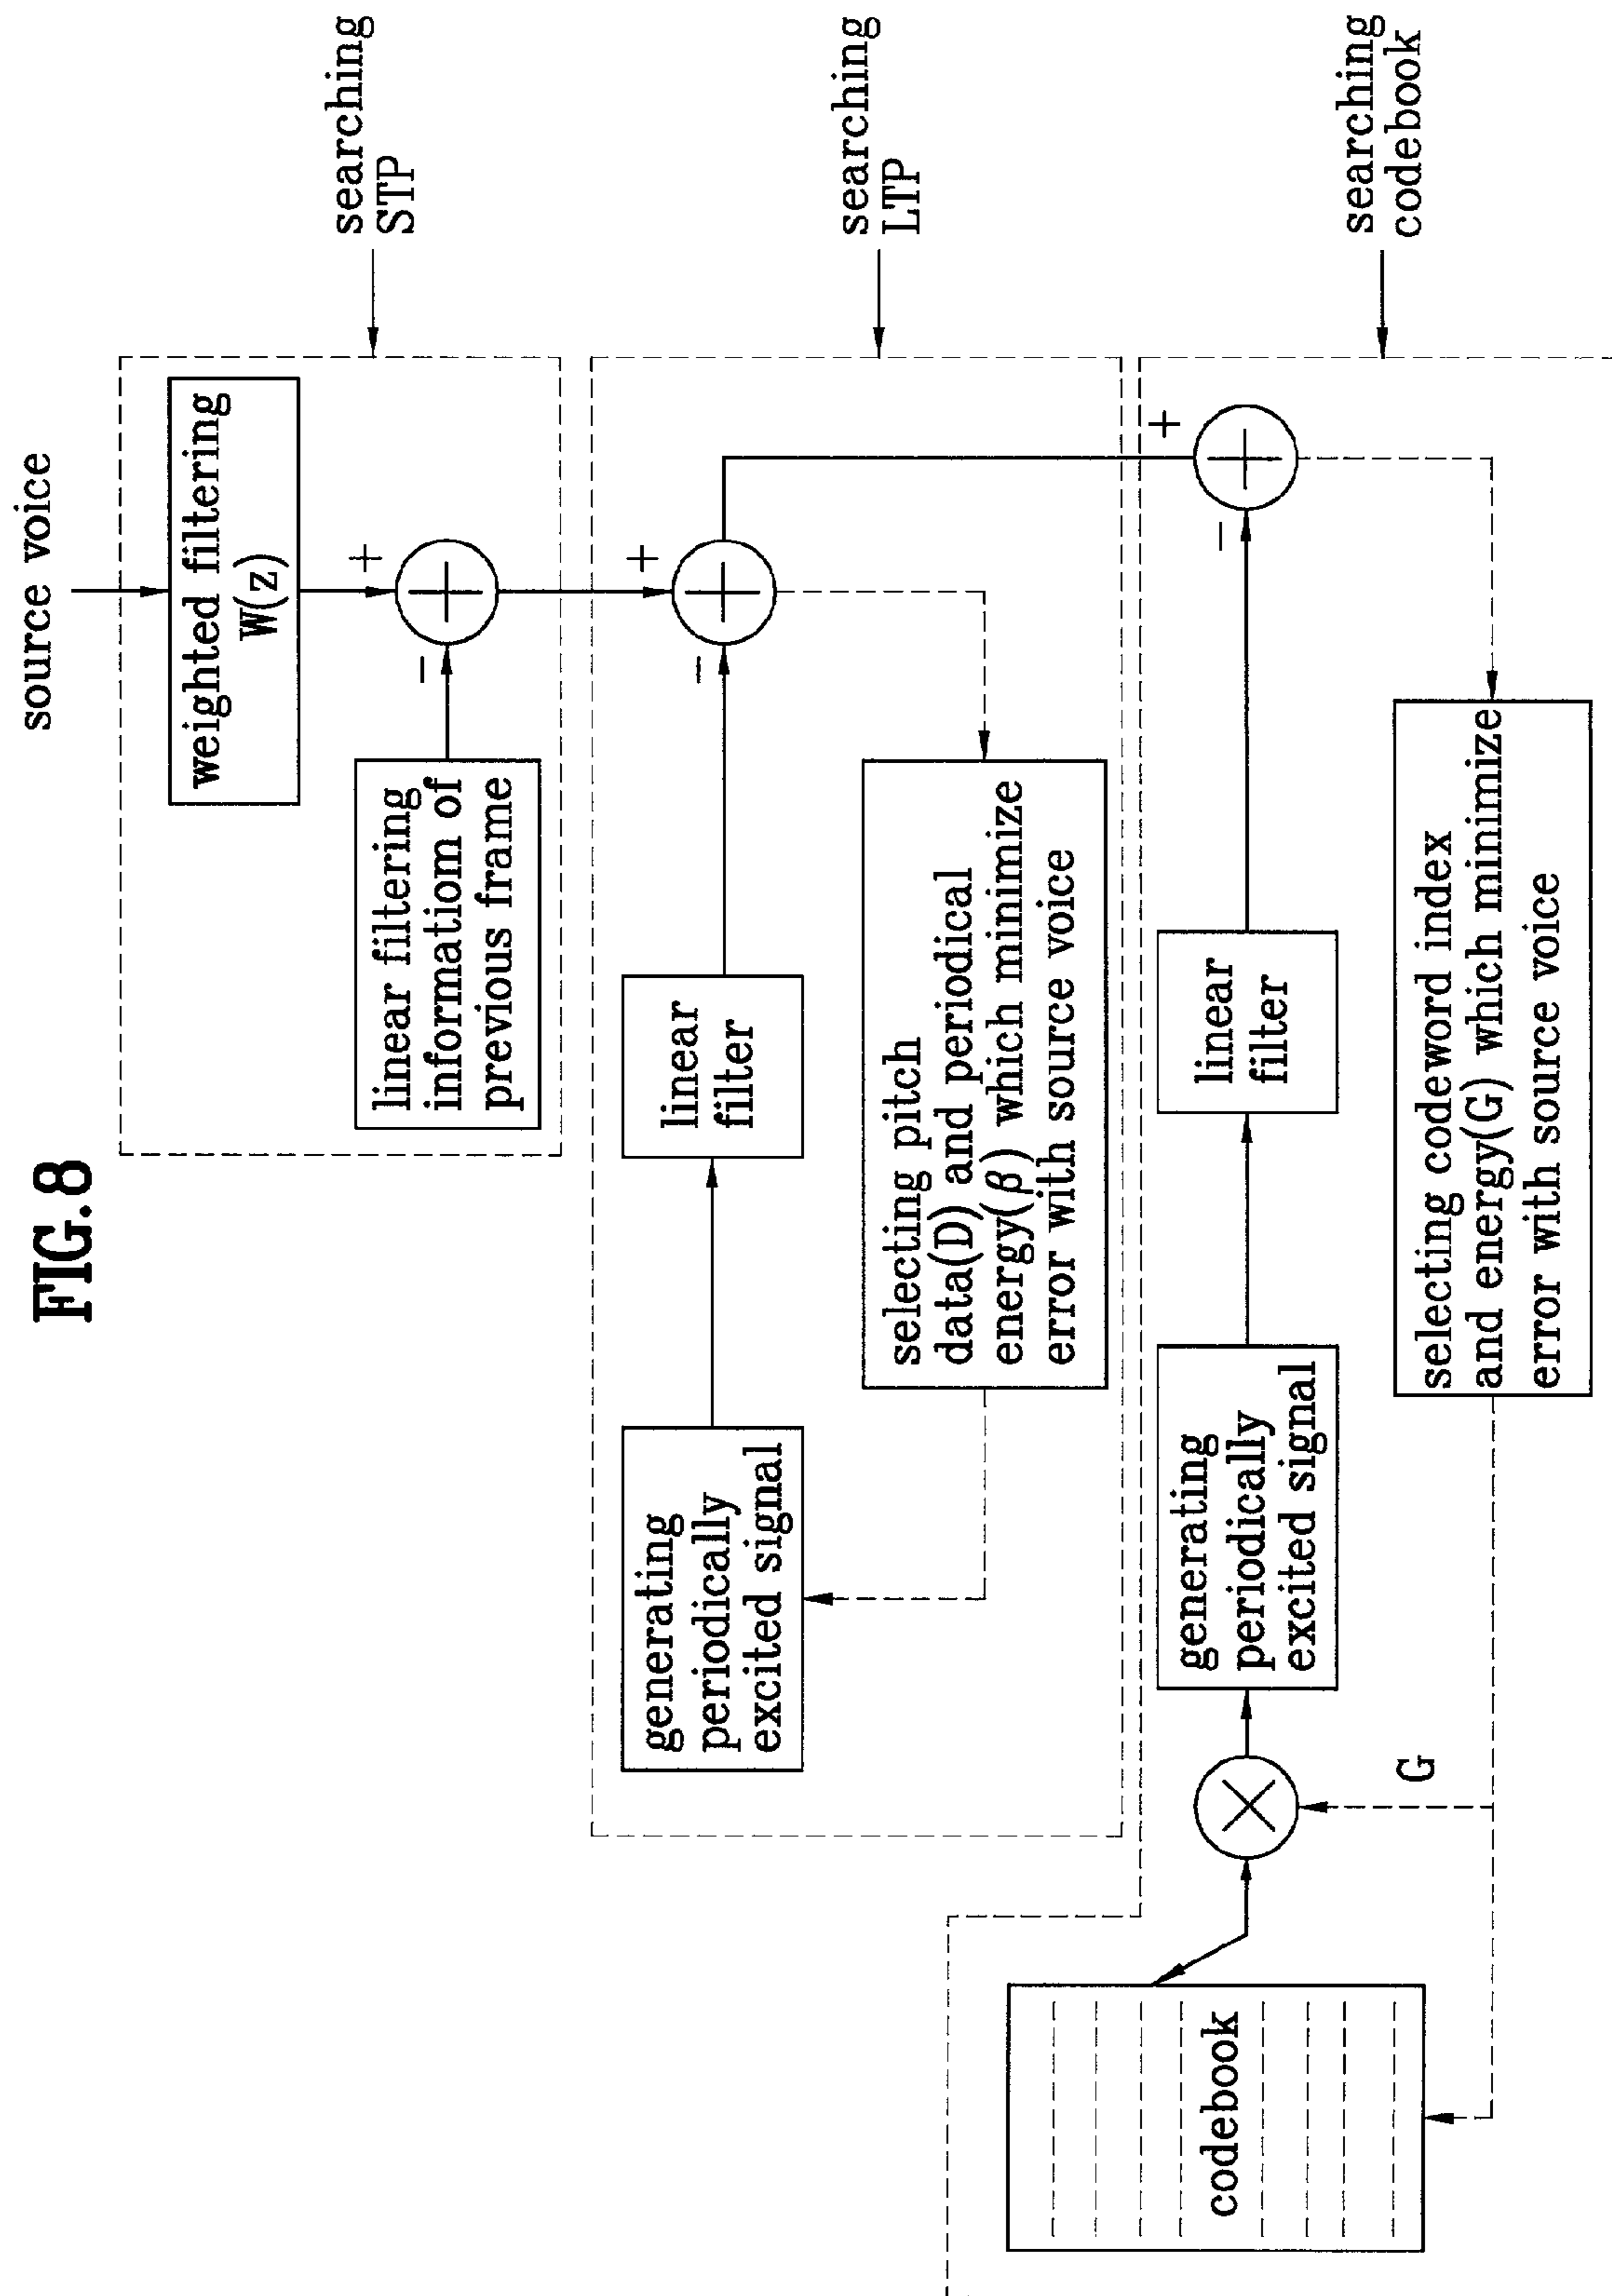 FIG.8
source voice
weighted filtering
W(z)
+
−
linear filtering
information of
previous frame
searching
STP
+
−
linear
filter
generating
periodically
excited signal
selecting pitch
data(D) and periodical
energy(β) which minimize
error with source voice
searching
LTP
+
−
linear
filter
generating
periodically
excited signal
G
codebook
selecting codeword index
and energy(G) which minimize
error with source voice
searching
codebook